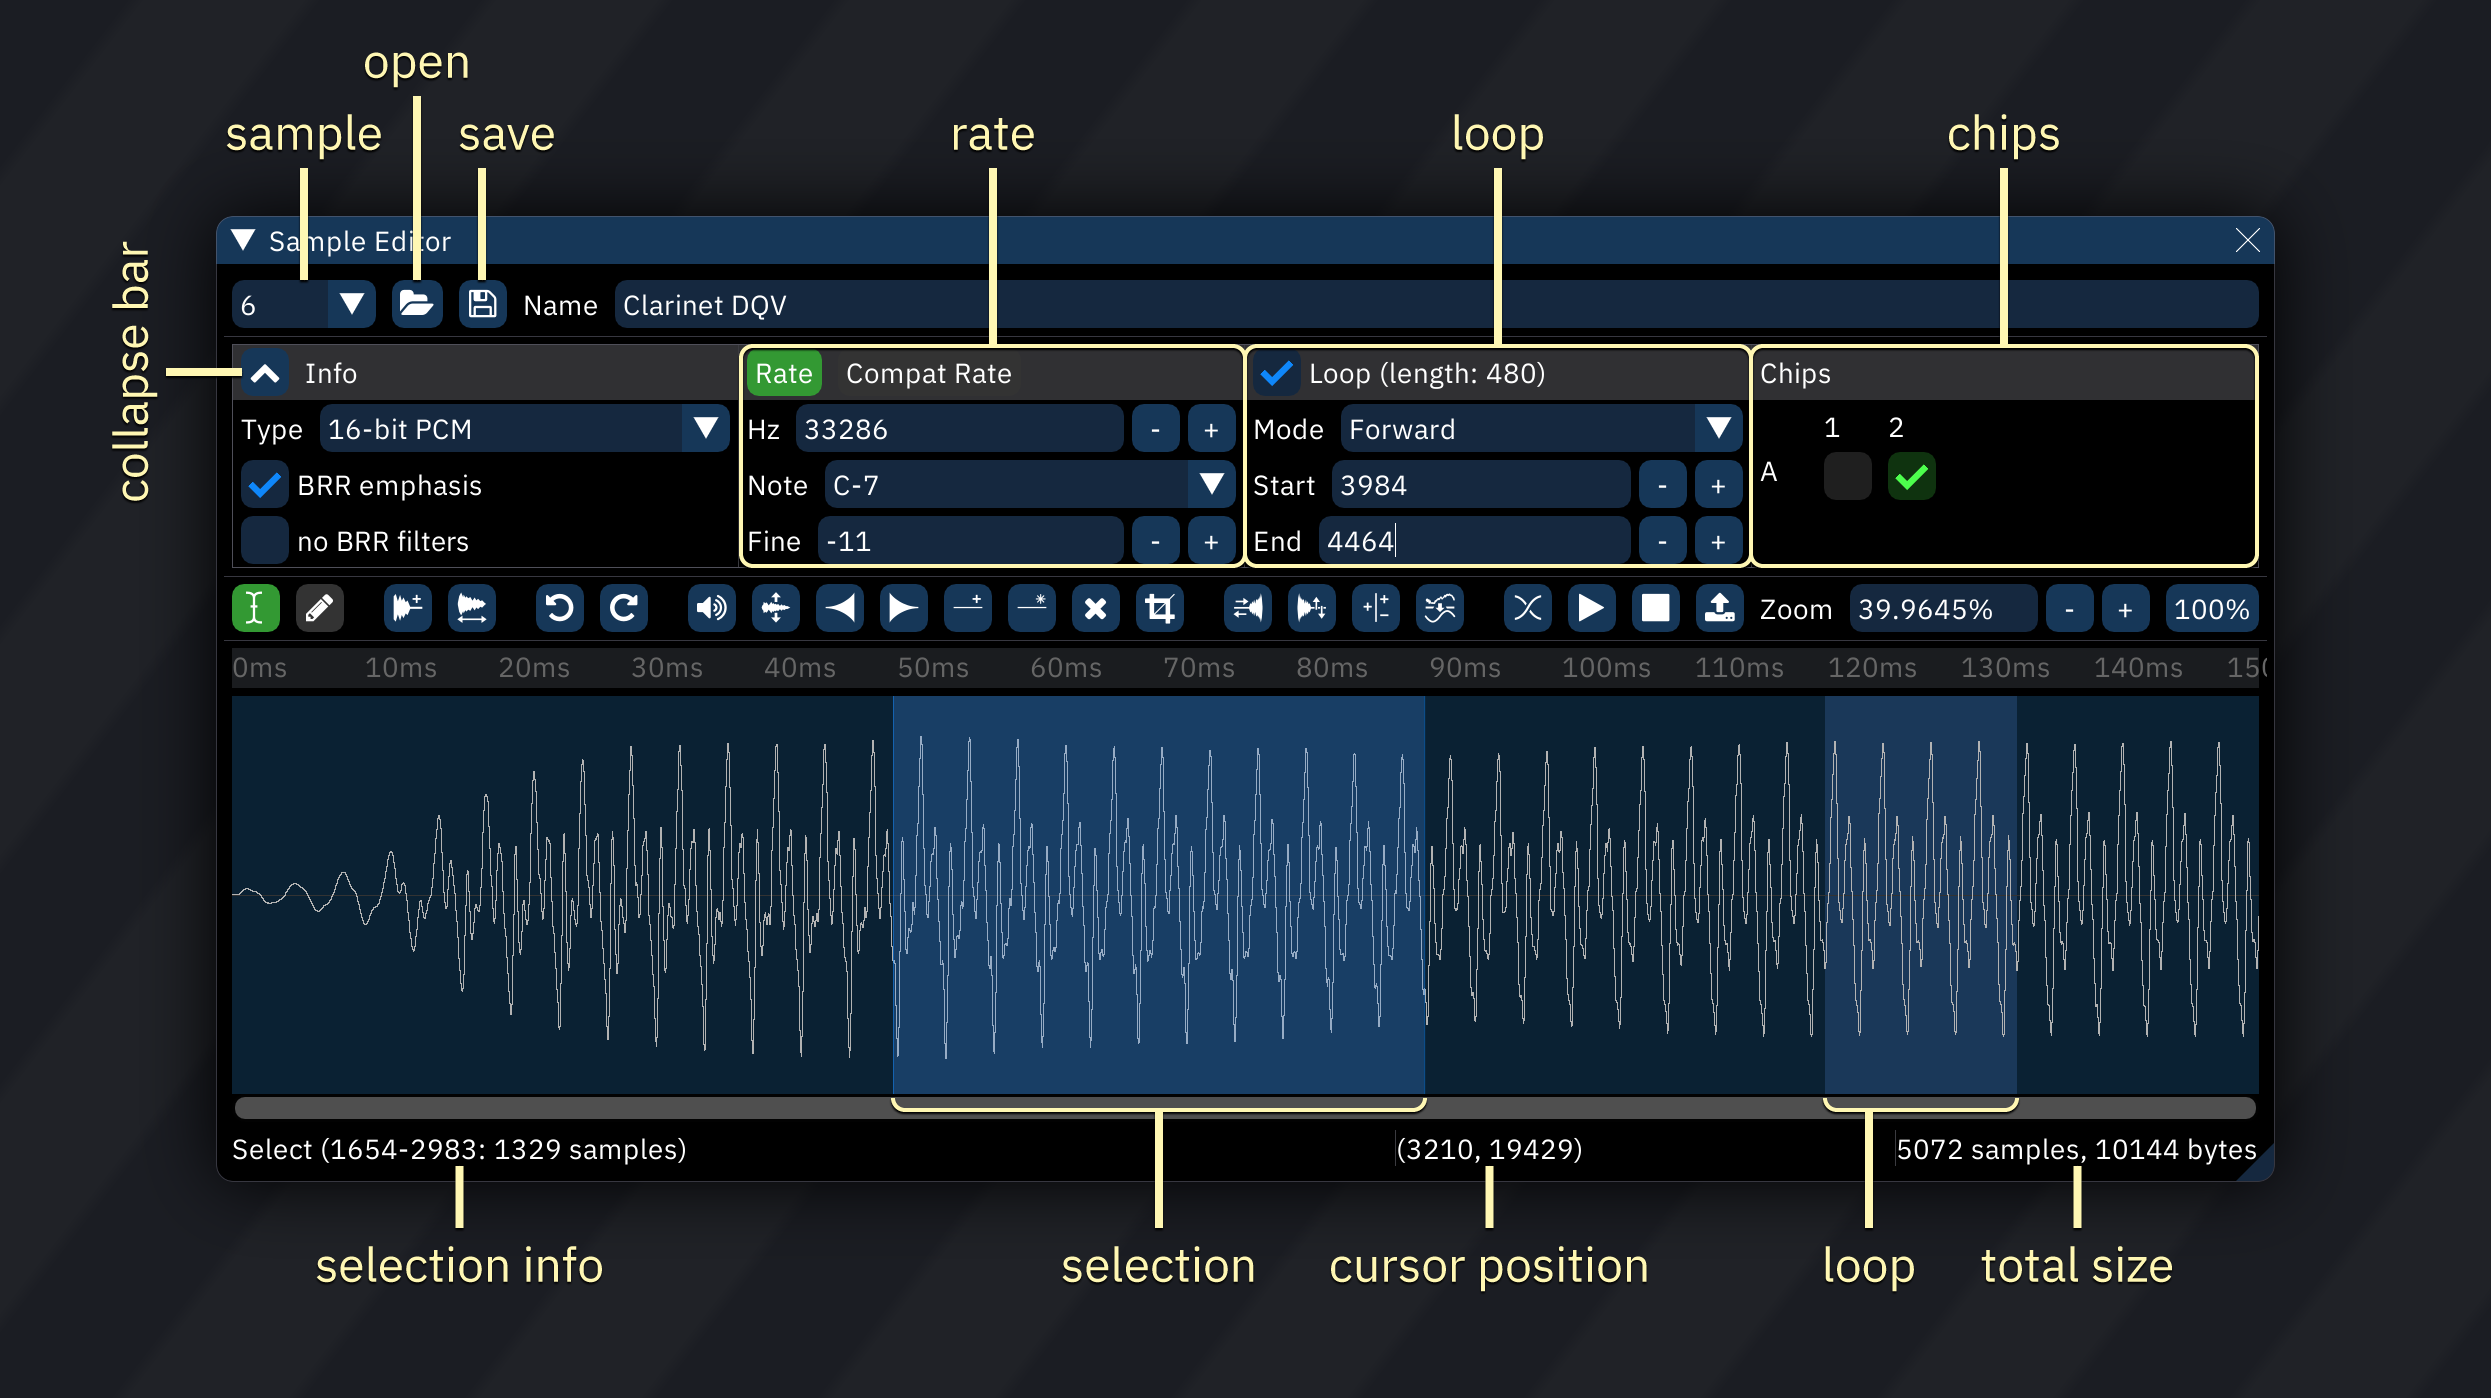 open
sample
save
rate
loop
chips
collapse bar
Sample Editor
6
Name
Clarinet DQV
Info
Rate
Compat Rate
Loop (length: 480)
Chips
Type
16-bit PCM
Hz
33286
-
+
Mode
Forward
1
2
BRR emphasis
Note
C-7
Start
3984
-
+
A
no BRR filters
Fine
-11
-
+
End
4464
-
+
Zoom
39.9645%
-
+
100%
0ms 10ms 20ms 30ms 40ms 50ms 60ms 70ms 80ms 90ms 100ms 110ms 120ms 130ms 140ms 150
Select (1654-2983: 1329 samples)
(3210, 19429)
5072 samples, 10144 bytes
selection info
selection
cursor position
loop
total size